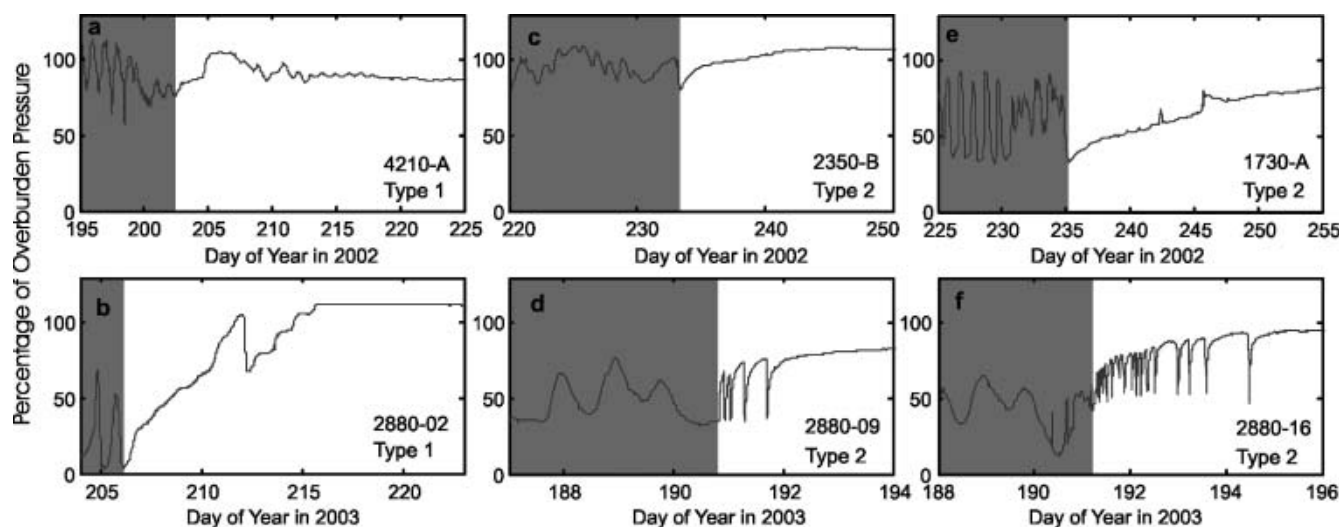 Percentage of Overburden Pressure
a
100
50
0
4210-A
Type 1
195 200 205 210 215 220 225
Day of Year in 2002
c
100
50
0
2350-B
Type 2
220 230 240 250
Day of Year in 2002
e
100
50
0
1730-A
Type 2
225 230 235 240 245 250 255
Day of Year in 2002
b
100
50
0
2880-02
Type 1
205 210 215 220
Day of Year in 2003
d
100
50
0
2880-09
Type 2
188 190 192 194
Day of Year in 2003
f
100
50
0
2880-16
Type 2
188 190 192 194 196
Day of Year in 2003